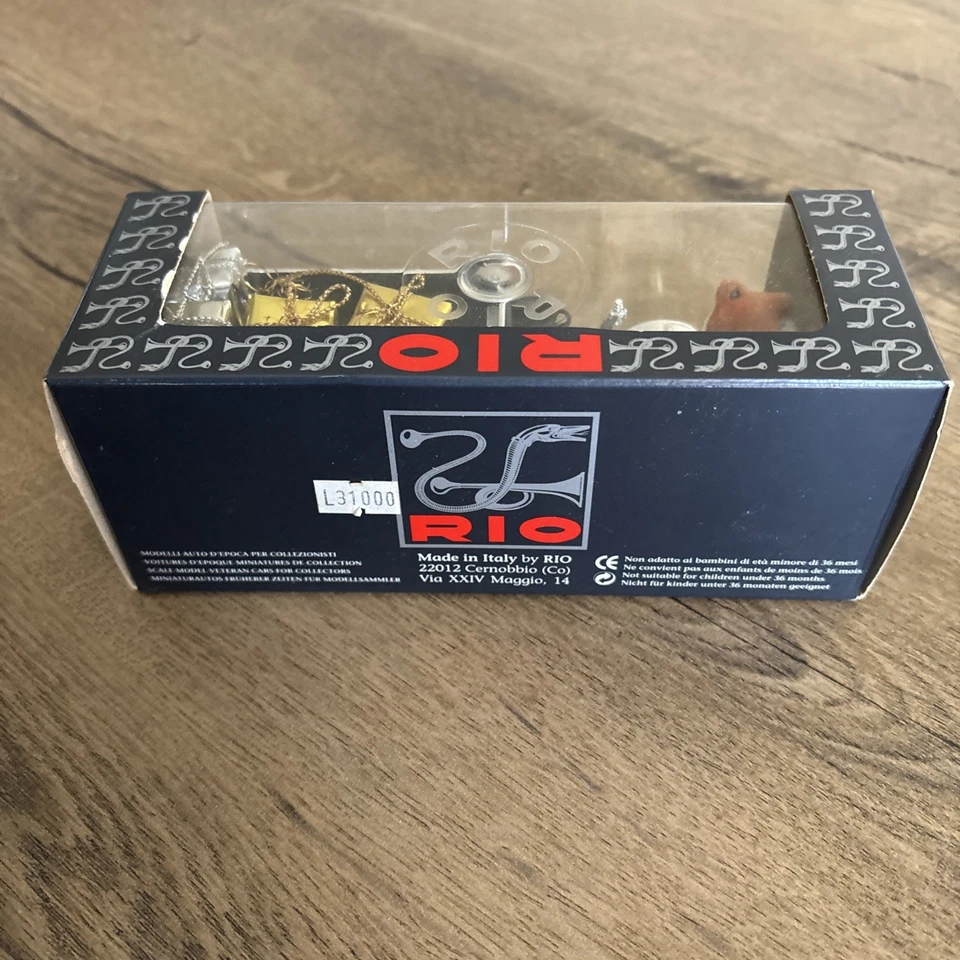 RIO
RIO
L31000
RIO
MODELLI AUTO D'EPOCA PER COLLEZIONISTI
VOITURES D'EPOQUE MINIATURES DE COLLECTION
SCALE-MODEL VETERAN CARS FOR COLLECTORS
MINIATURAUTOS FRÜHERER ZEITEN FÜR MODELLSAMMLER
Made in Italy by RIO
22012 Cernobbio (Co)
Via XXIV Maggio, 14
CE
Non adatto ai bambini di età minore di 36 mesi
Ne convient pas aux enfants de moins de 36 moin
Not suitable for children under 36 months
Nicht für kinder unter 36 monaten geeignet